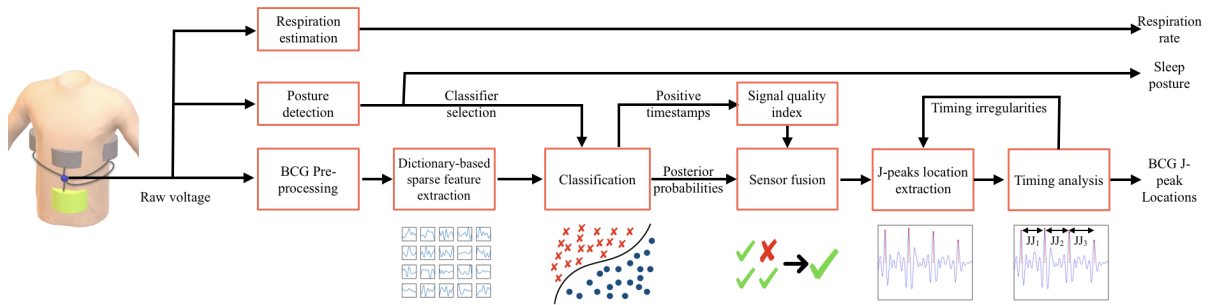 Respiration
estimation
Respiration
rate
Posture
detection
Classifier
selection
Positive
timestamps
Signal quality
index
Sleep
posture
Timing irregularities
Raw voltage
BCG Pre-
processing
Dictionary-based
sparse feature
extraction
Classification
Posterior
probabilities
Sensor fusion
J-peaks location
extraction
Timing analysis
BCG J-
peak
Locations
JJ1 JJ2 JJ3